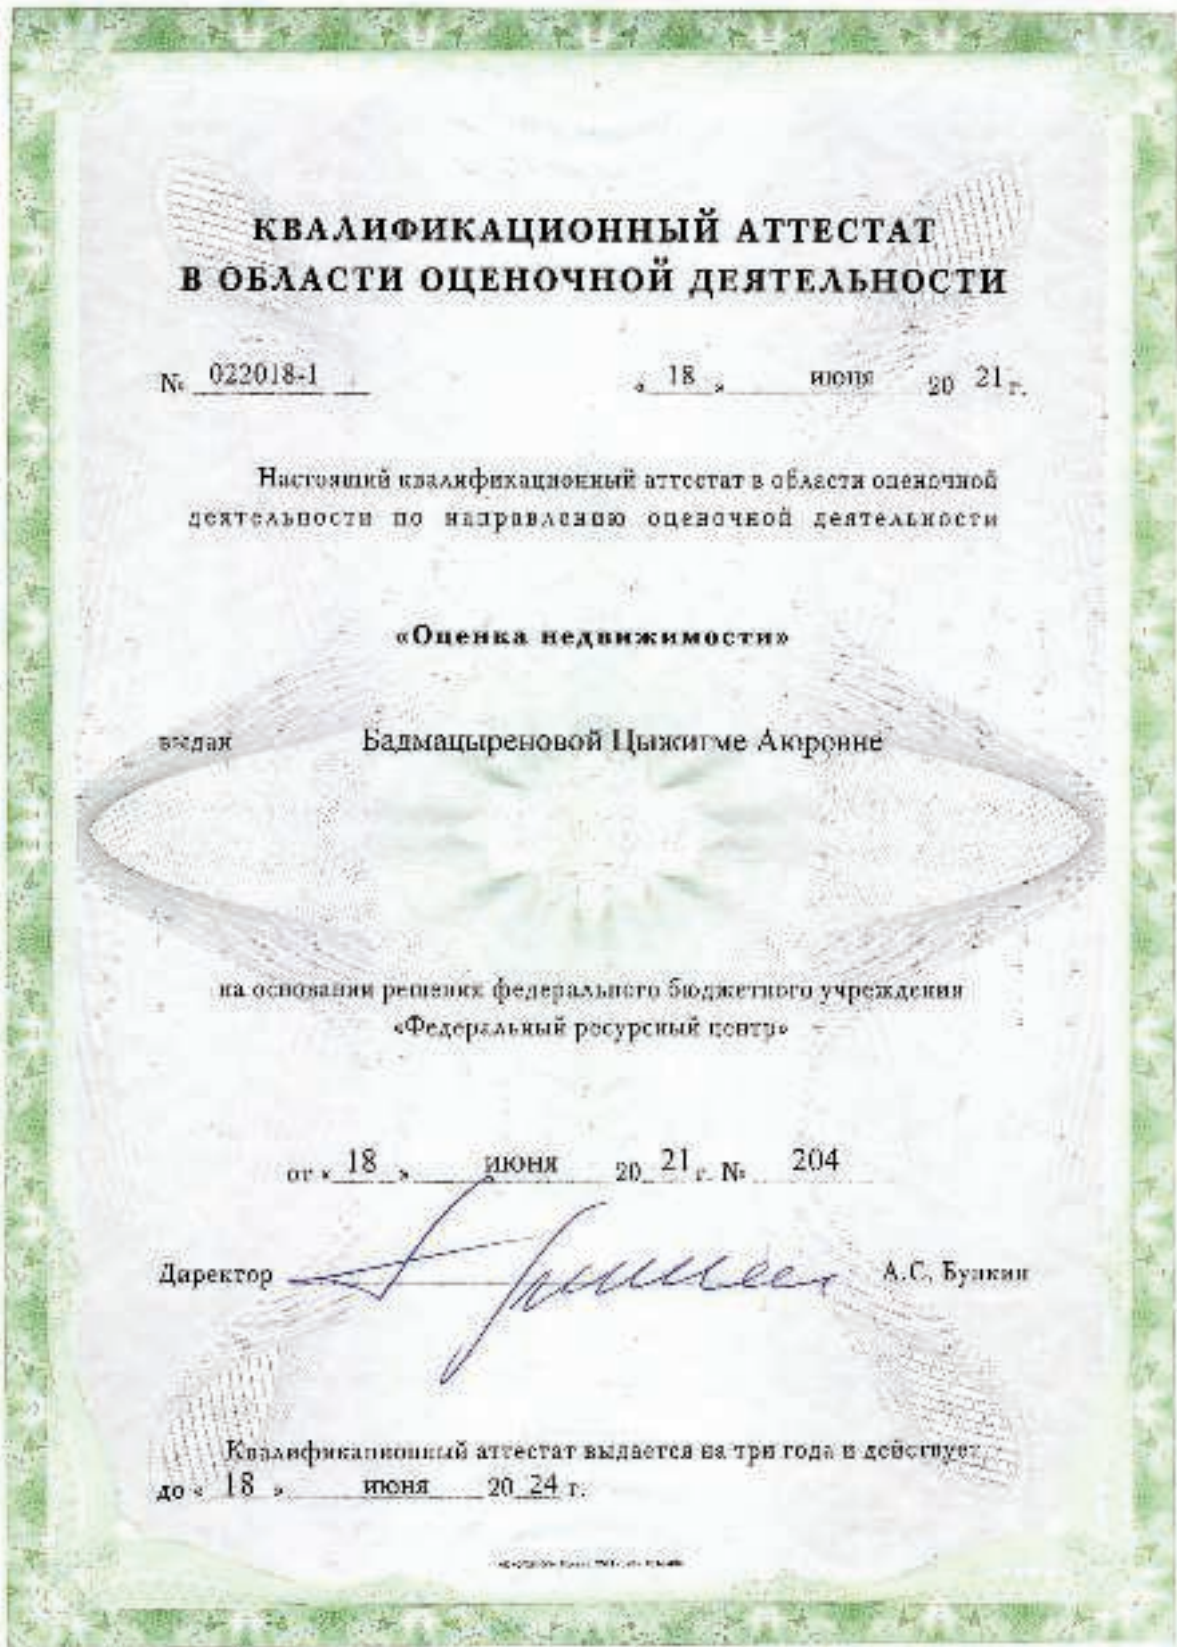 КВАЛИФИКАЦИОННЫЙ АТТЕСТАТ
В ОБЛАСТИ ОЦЕНОЧНОЙ ДЕЯТЕЛЬНОСТИ
№ 022018-1 « 18 » июня 20 21 г.
Настоящий квалификационный аттестат в области оценочной
деятельности по направлению оценочной деятельности
«Оценка недвижимости»
выдан Бадмацыреновой Цыжигме Аюровне
на основании решения федерального бюджетного учреждения
«Федеральный ресурсный центр»
от « 18 » июня 20 21 г. № 204
Директор А.С. Бункин
Квалификационный аттестат выдается на три года и действует
до « 18 » июня 20 24 г.